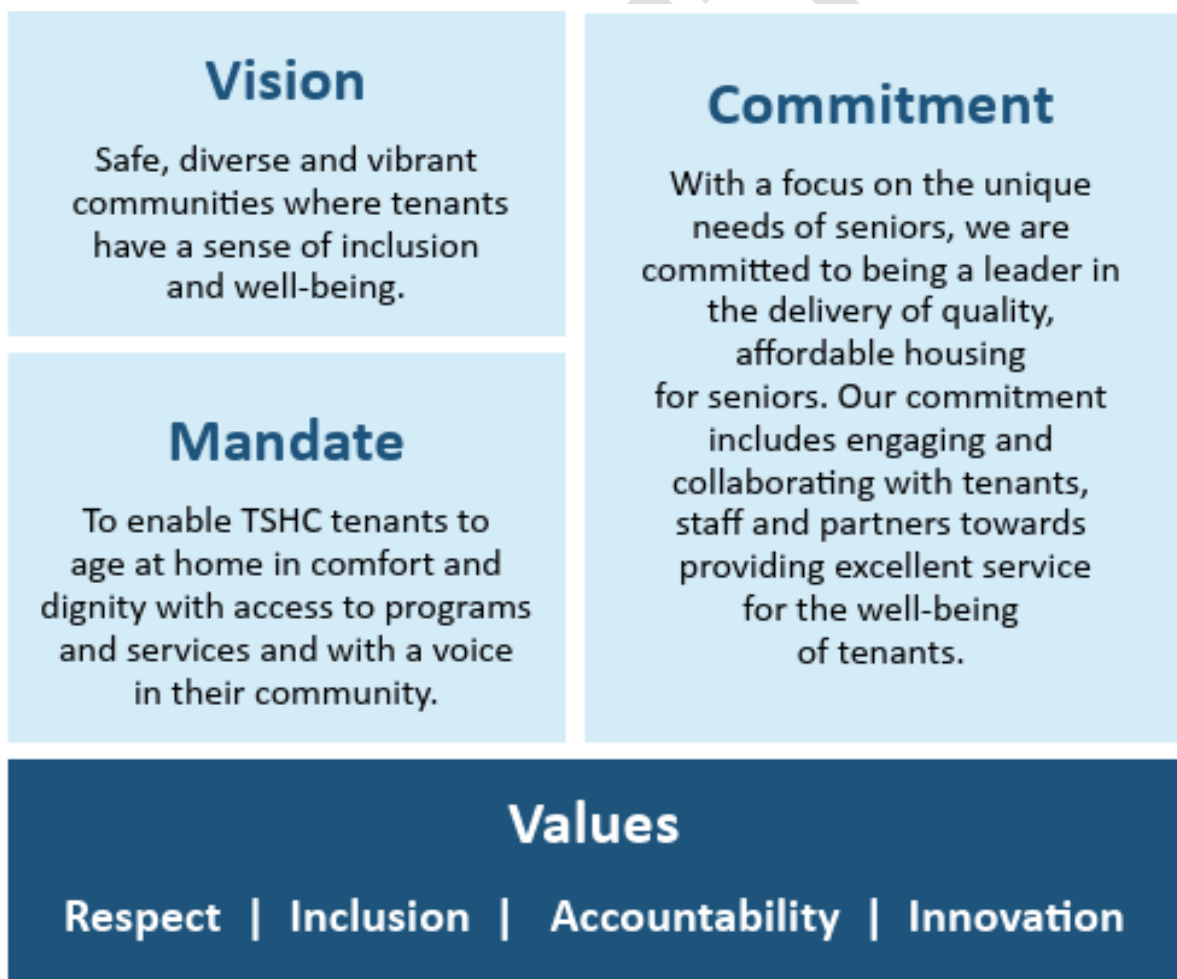 Vision
Safe, diverse and vibrant
communities where tenants
have a sense of inclusion
and well-being.
Mandate
To enable TSHC tenants to
age at home in comfort and
dignity with access to programs
and services and with a voice
in their community.
Commitment
With a focus on the unique
needs of seniors, we are
committed to being a leader in
the delivery of quality,
affordable housing
for seniors. Our commitment
includes engaging and
collaborating with tenants,
staff and partners towards
providing excellent service
for the well-being
of tenants.
Values
Respect | Inclusion | Accountability | Innovation